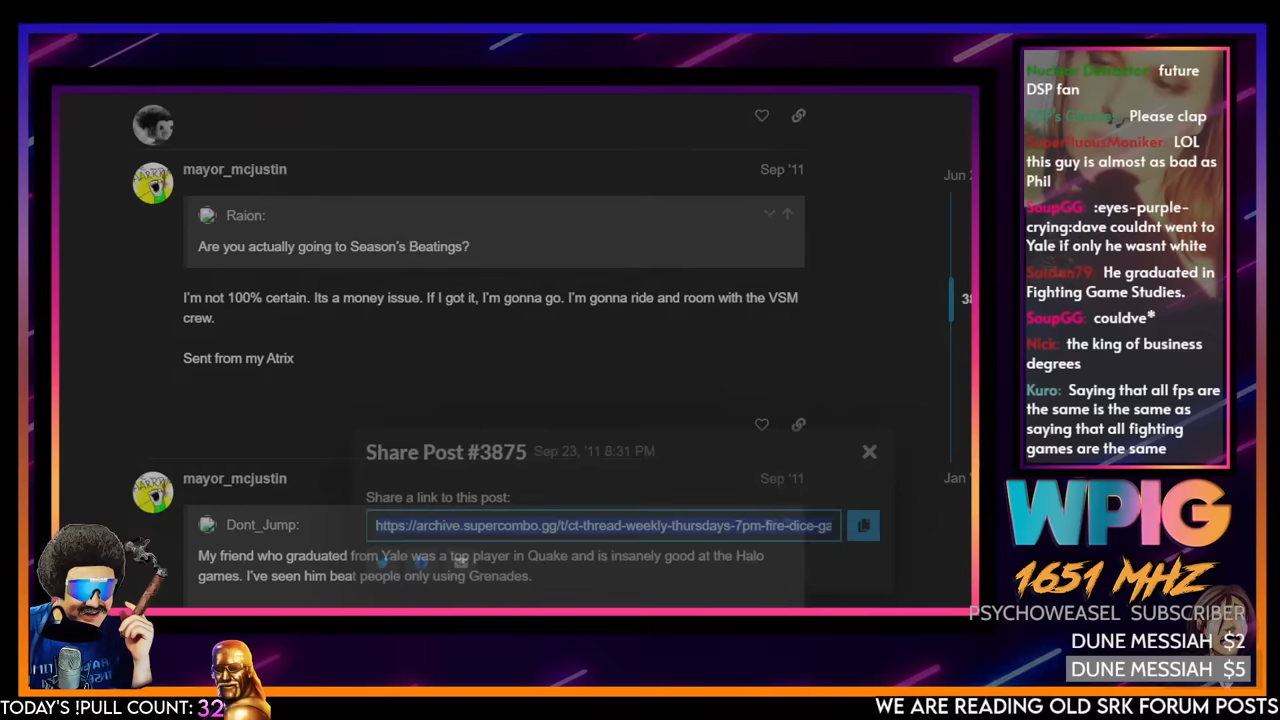 mayor_mcjustin
Sep '11
Raion:
Are you actually going to Season's Beatings?
I'm not 100% certain. Its a money issue. If I got it, I'm gonna go. I'm gonna ride and room with the VSM
crew.
Sent from my Atrix
Jun 2
38
Jan '
Share Post #3875 Sep 23, '11 8:31 PM
Share a link to this post:
https://archive.supercombo.gg/t/ct-thread-weekly-thursdays-7pm-fire-dice-ga
mayor_mcjustin
Sep '11
Dont_Jump:
My friend who graduated from Yale was a top player in Quake and is insanely good at the Halo
games. I've seen him beat people only using Grenades.
future
DSP fan
Please clap
SuperfluousMoniker: LOL
this guy is almost as bad as
Phil
SoupGG: :eyes-purple-
crying:dave couldnt went to
Yale if only he wasnt white
Saiden79: He graduated in
Fighting Game Studies.
SoupGG: couldve*
Nick: the king of business
degrees
Kuro: Saying that all fps are
the same is the same as
saying that all fighting
games are the same
WPIG
1651 MHZ
PSYCHOWEASEL SUBSCRIBER
DUNE MESSIAH $2
DUNE MESSIAH $5
TODAY'S !PULL COUNT: 32
WE ARE READING OLD SRK FORUM POSTS